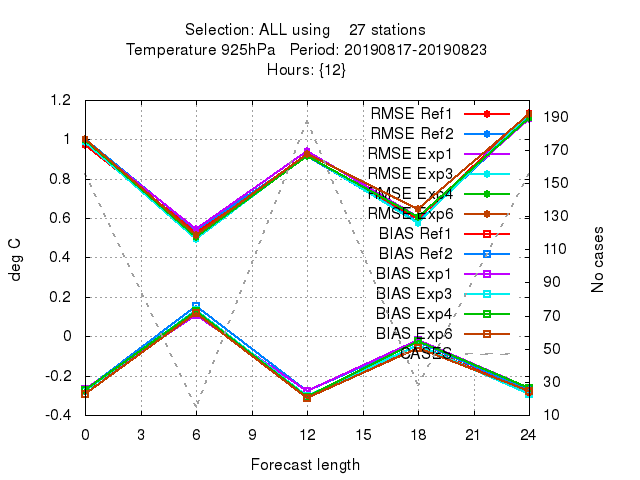 Selection: ALL using 27 stations
Temperature 925hPa Period: 20190817-20190823
Hours: {12}
1.2
1
0.8
0.6
0.4
0.2
0
-0.2
-0.4
deg C
RMSE Ref1
RMSE Ref2
RMSE Exp1
RMSE Exp3
RMSE Exp4
RMSE Exp6
BIAS Ref1
BIAS Ref2
BIAS Exp1
BIAS Exp3
BIAS Exp4
BIAS Exp6
CASES
190
170
150
130
110
90
70
50
30
10
No cases
0 3 6 9 12 15 18 21 24
Forecast length